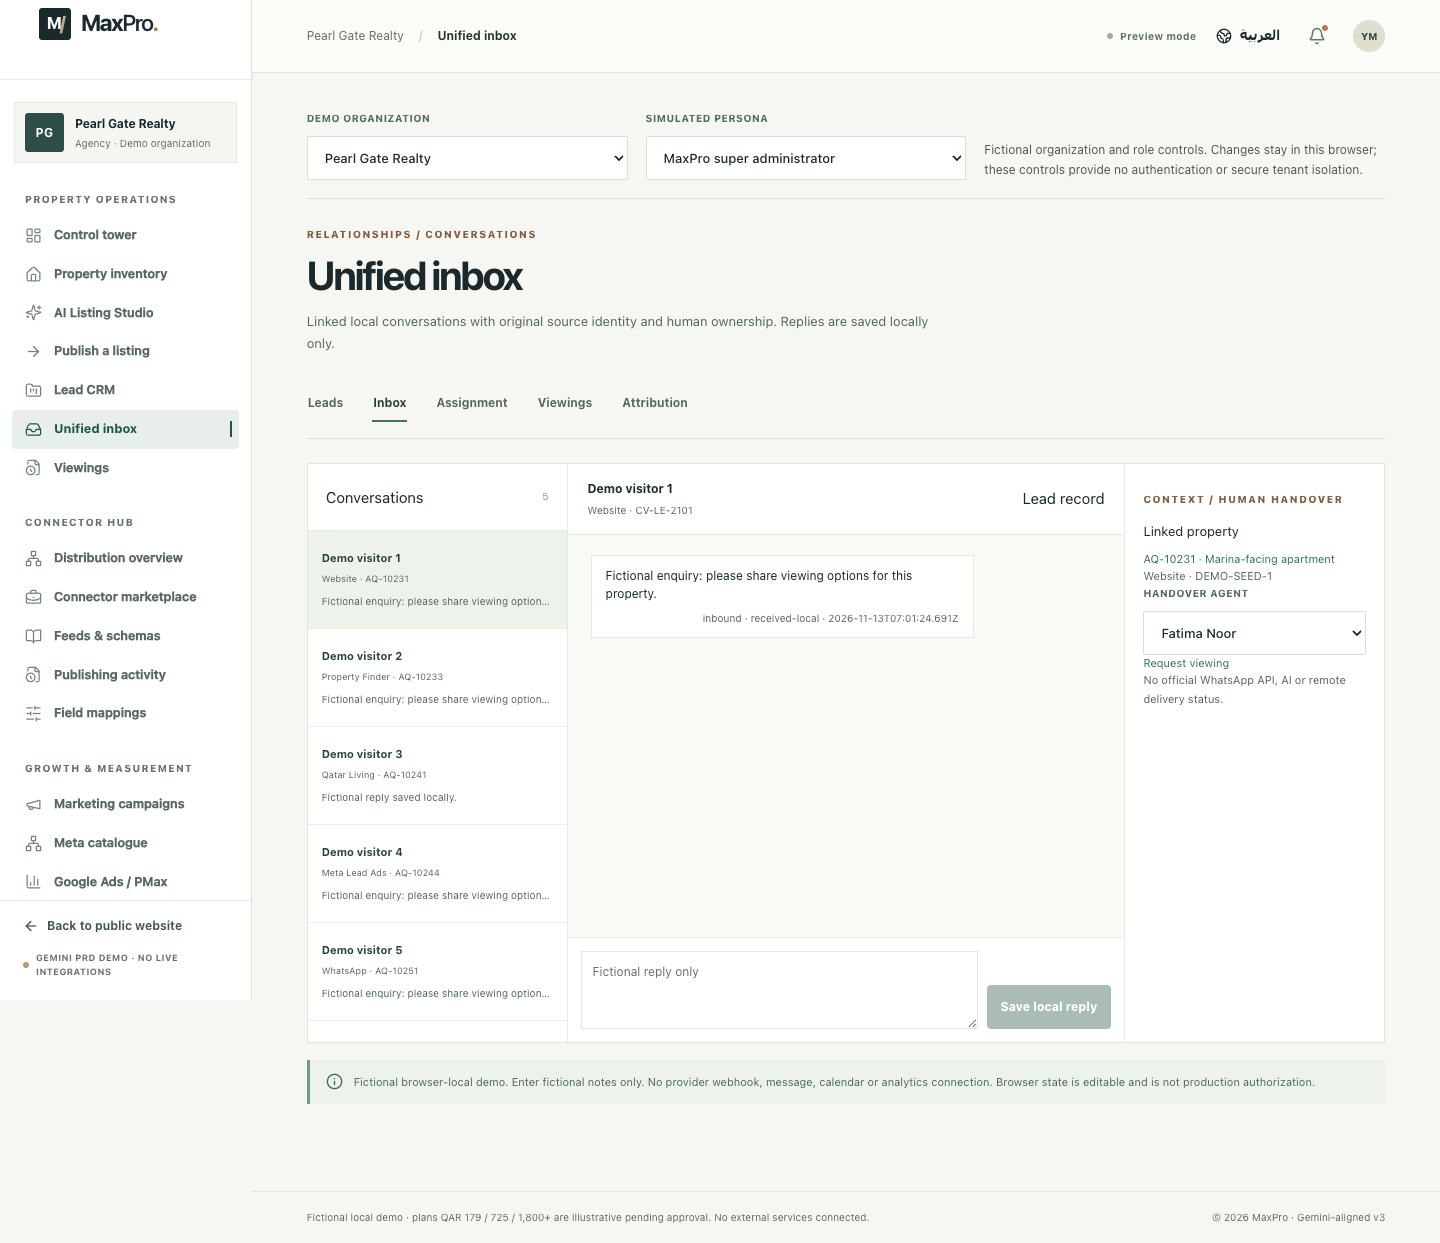 M/ MaxPro.
Pearl Gate Realty / Unified inbox
Preview mode
العربية
YM
PG
Pearl Gate Realty
Agency · Demo organization
PROPERTY OPERATIONS
Control tower
Property inventory
AI Listing Studio
Publish a listing
Lead CRM
Unified inbox
Viewings
CONNECTOR HUB
Distribution overview
Connector marketplace
Feeds & schemas
Publishing activity
Field mappings
GROWTH & MEASUREMENT
Marketing campaigns
Meta catalogue
Google Ads / PMax
Back to public website
GEMINI PRD DEMO · NO LIVE
INTEGRATIONS
DEMO ORGANIZATION
Pearl Gate Realty
SIMULATED PERSONA
MaxPro super administrator
Fictional organization and role controls. Changes stay in this browser;
these controls provide no authentication or secure tenant isolation.
RELATIONSHIPS / CONVERSATIONS
Unified inbox
Linked local conversations with original source identity and human ownership. Replies are saved locally
only.
Leads
Inbox
Assignment
Viewings
Attribution
Conversations
5
Demo visitor 1
Website · AQ-10231
Fictional enquiry: please share viewing option...
Demo visitor 2
Property Finder · AQ-10233
Fictional enquiry: please share viewing option...
Demo visitor 3
Qatar Living · AQ-10241
Fictional reply saved locally.
Demo visitor 4
Meta Lead Ads · AQ-10244
Fictional enquiry: please share viewing option...
Demo visitor 5
WhatsApp · AQ-10251
Fictional enquiry: please share viewing option...
Demo visitor 1
Website · CV-LE-2101
Lead record
Fictional enquiry: please share viewing options for this
property.
inbound · received-local · 2026-11-13T07:01:24.691Z
Fictional reply only
Save local reply
CONTEXT / HUMAN HANDOVER
Linked property
AQ-10231 · Marina-facing apartment
Website · DEMO-SEED-1
HANDOVER AGENT
Fatima Noor
Request viewing
No official WhatsApp API, AI or remote
delivery status.
Fictional browser-local demo. Enter fictional notes only. No provider webhook, message, calendar or analytics connection. Browser state is editable and is not production authorization.
Fictional local demo · plans QAR 179 / 725 / 1,800+ are illustrative pending approval. No external services connected.
© 2026 MaxPro · Gemini-aligned v3